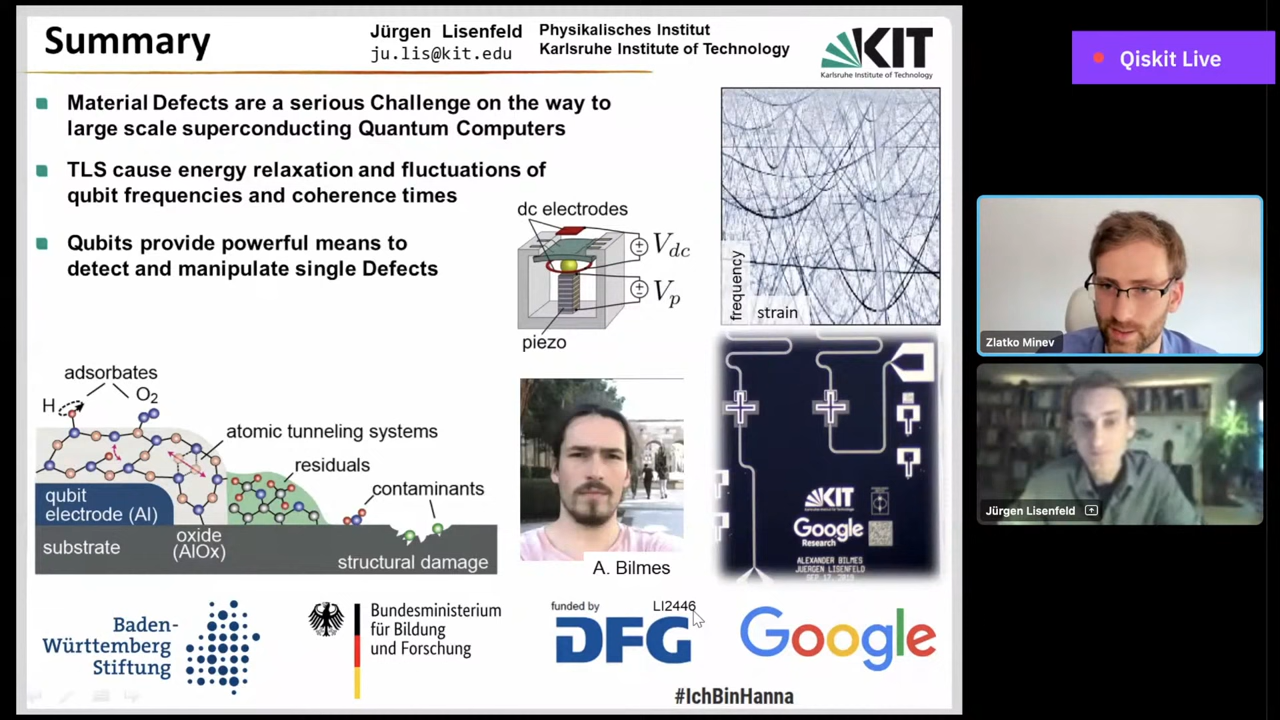 Summary
Jürgen Lisenfeld
ju.lis@kit.edu
Physikalisches Institut
Karlsruhe Institute of Technology
KIT
Karlsruhe Institute of Technology
Qiskit Live
Material Defects are a serious Challenge on the way to
large scale superconducting Quantum Computers
TLS cause energy relaxation and fluctuations of
qubit frequencies and coherence times
Qubits provide powerful means to
detect and manipulate single Defects
dc electrodes
Vdc
Vp
piezo
frequency
strain
Zlatko Minev
Jürgen Lisenfeld
adsorbates
H
O2
atomic tunneling systems
residuals
contaminants
qubit
electrode (Al)
substrate
oxide
(AlOx)
structural damage
A. Bilmes
KIT
Google
Research
ALEXANDER BILMES
JUERGEN LISENFELD
Baden-
Württemberg
Stiftung
Bundesministerium
für Bildung
und Forschung
funded by
LI2446
DFG
Google
#IchBinHanna